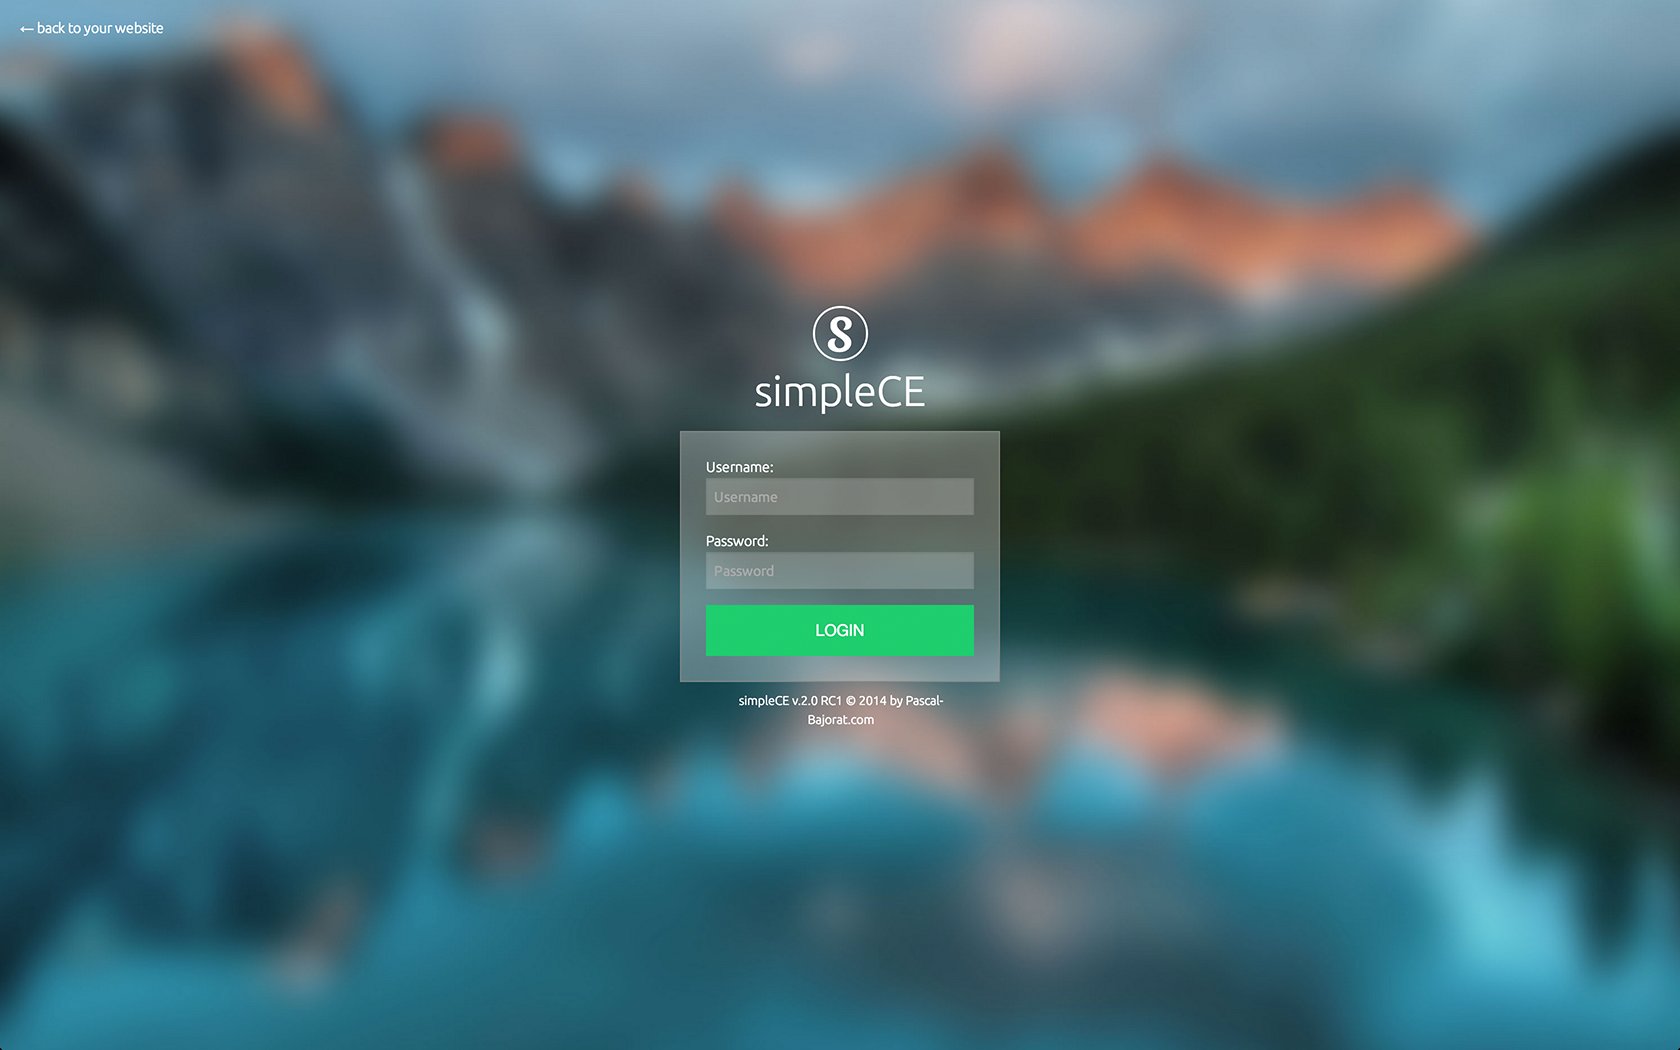 ← back to your website
S
simpleCE
Username:
Username
Password:
Password
LOGIN
simpleCE v.2.0 RC1 © 2014 by Pascal-
Bajorat.com